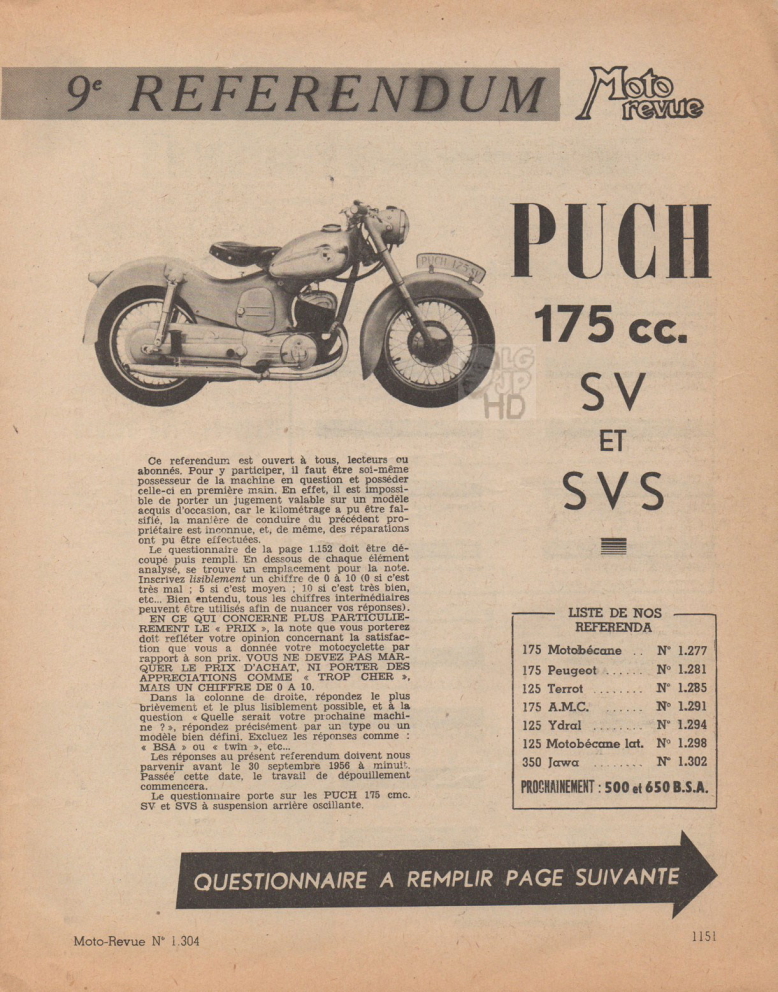 9e REFERENDUM
Moto
revue
PUCH
175 cc.
SV
ET
SVS
PUCH 175 SV
LG
JP
HD
Ce referendum est ouvert à tous, lecteurs ou
abonnés. Pour y participer, il faut être soi-même
possesseur de la machine en question et posséder
celle-ci en première main. En effet, il est impossi-
ble de porter un jugement valable sur un modèle
acquis d'occasion, car le kilométrage a pu être fal-
sifié, la manière de conduire du précédent pro-
priétaire est inconnue, et, de même, des réparations
ont pu être effectuées.
Le questionnaire de la page 1.152 doit être dé-
coupé puis rempli. En dessous de chaque élément
analysé, se trouve un emplacement pour la note.
Inscrivez lisiblement un chiffre de 0 à 10 (0 si c'est
très mal ; 5 si c'est moyen ; 10 si c'est très bien,
etc... Bien entendu, tous les chiffres intermédiaires
peuvent être utilisés afin de nuancer vos réponses).
EN CE QUI CONCERNE PLUS PARTICULIE-
REMENT LE « PRIX », la note que vous porterez
doit refléter votre opinion concernant la satisfac-
tion que vous a donnée votre motocyclette par
rapport à son prix. VOUS NE DEVEZ PAS MAR-
QUER LE PRIX D'ACHAT, NI PORTER DES
APPRECIATIONS COMME « TROP CHER »,
MAIS UN CHIFFRE DE 0 A 10.
Dans la colonne de droite, répondez le plus
brièvement et le plus lisiblement possible, et à la
question « Quelle serait votre prochaine machi-
ne ? », répondez précisément par un type ou un
modèle bien défini. Excluez les réponses comme :
« BSA » ou « twin », etc...
Les réponses au présent referendum doivent nous
parvenir avant le 30 septembre 1956 à minuit.
Passée cette date, le travail de dépouillement
commencera.
Le questionnaire porte sur les PUCH 175 cmc.
SV et SVS à suspension arrière oscillante.
LISTE DE NOS
REFERENDA
175 Motobécane .. N° 1.277
175 Peugeot ...... N° 1.281
125 Terrot ........ N° 1.285
175 A.M.C. ........ N° 1.291
125 Ydral ........ N° 1.294
125 Motobécane lat. N° 1.298
350 Jawa ........ N° 1.302
PROCHAINEMENT : 500 et 650 B.S.A.
QUESTIONNAIRE A REMPLIR PAGE SUIVANTE
Moto-Revue N° 1.304
1151